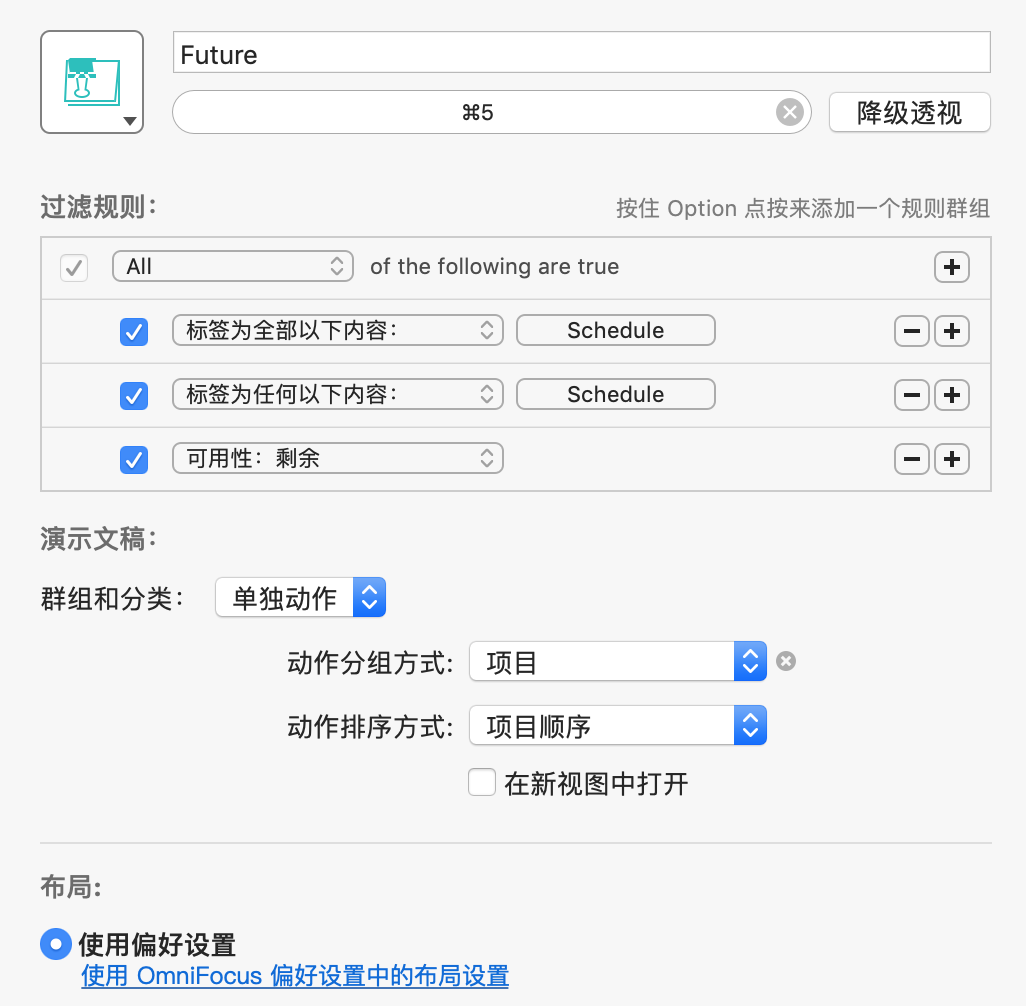 Future
⌘5
降级透视
过滤规则：
按住 Option 点按来添加一个规则群组
All of the following are true
标签为全部以下内容： Schedule
标签为任何以下内容： Schedule
可用性：剩余
演示文稿：
群组和分类： 单独动作
动作分组方式: 项目
动作排序方式: 项目顺序
在新视图中打开
布局:
使用偏好设置
使用 OmniFocus 偏好设置中的布局设置